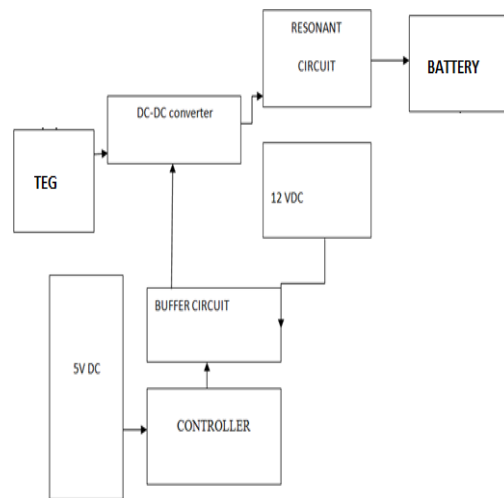 RESONANT
CIRCUIT
BATTERY
DC-DC converter
TEG
12 VDC
BUFFER CIRCUIT
5V DC
CONTROLLER